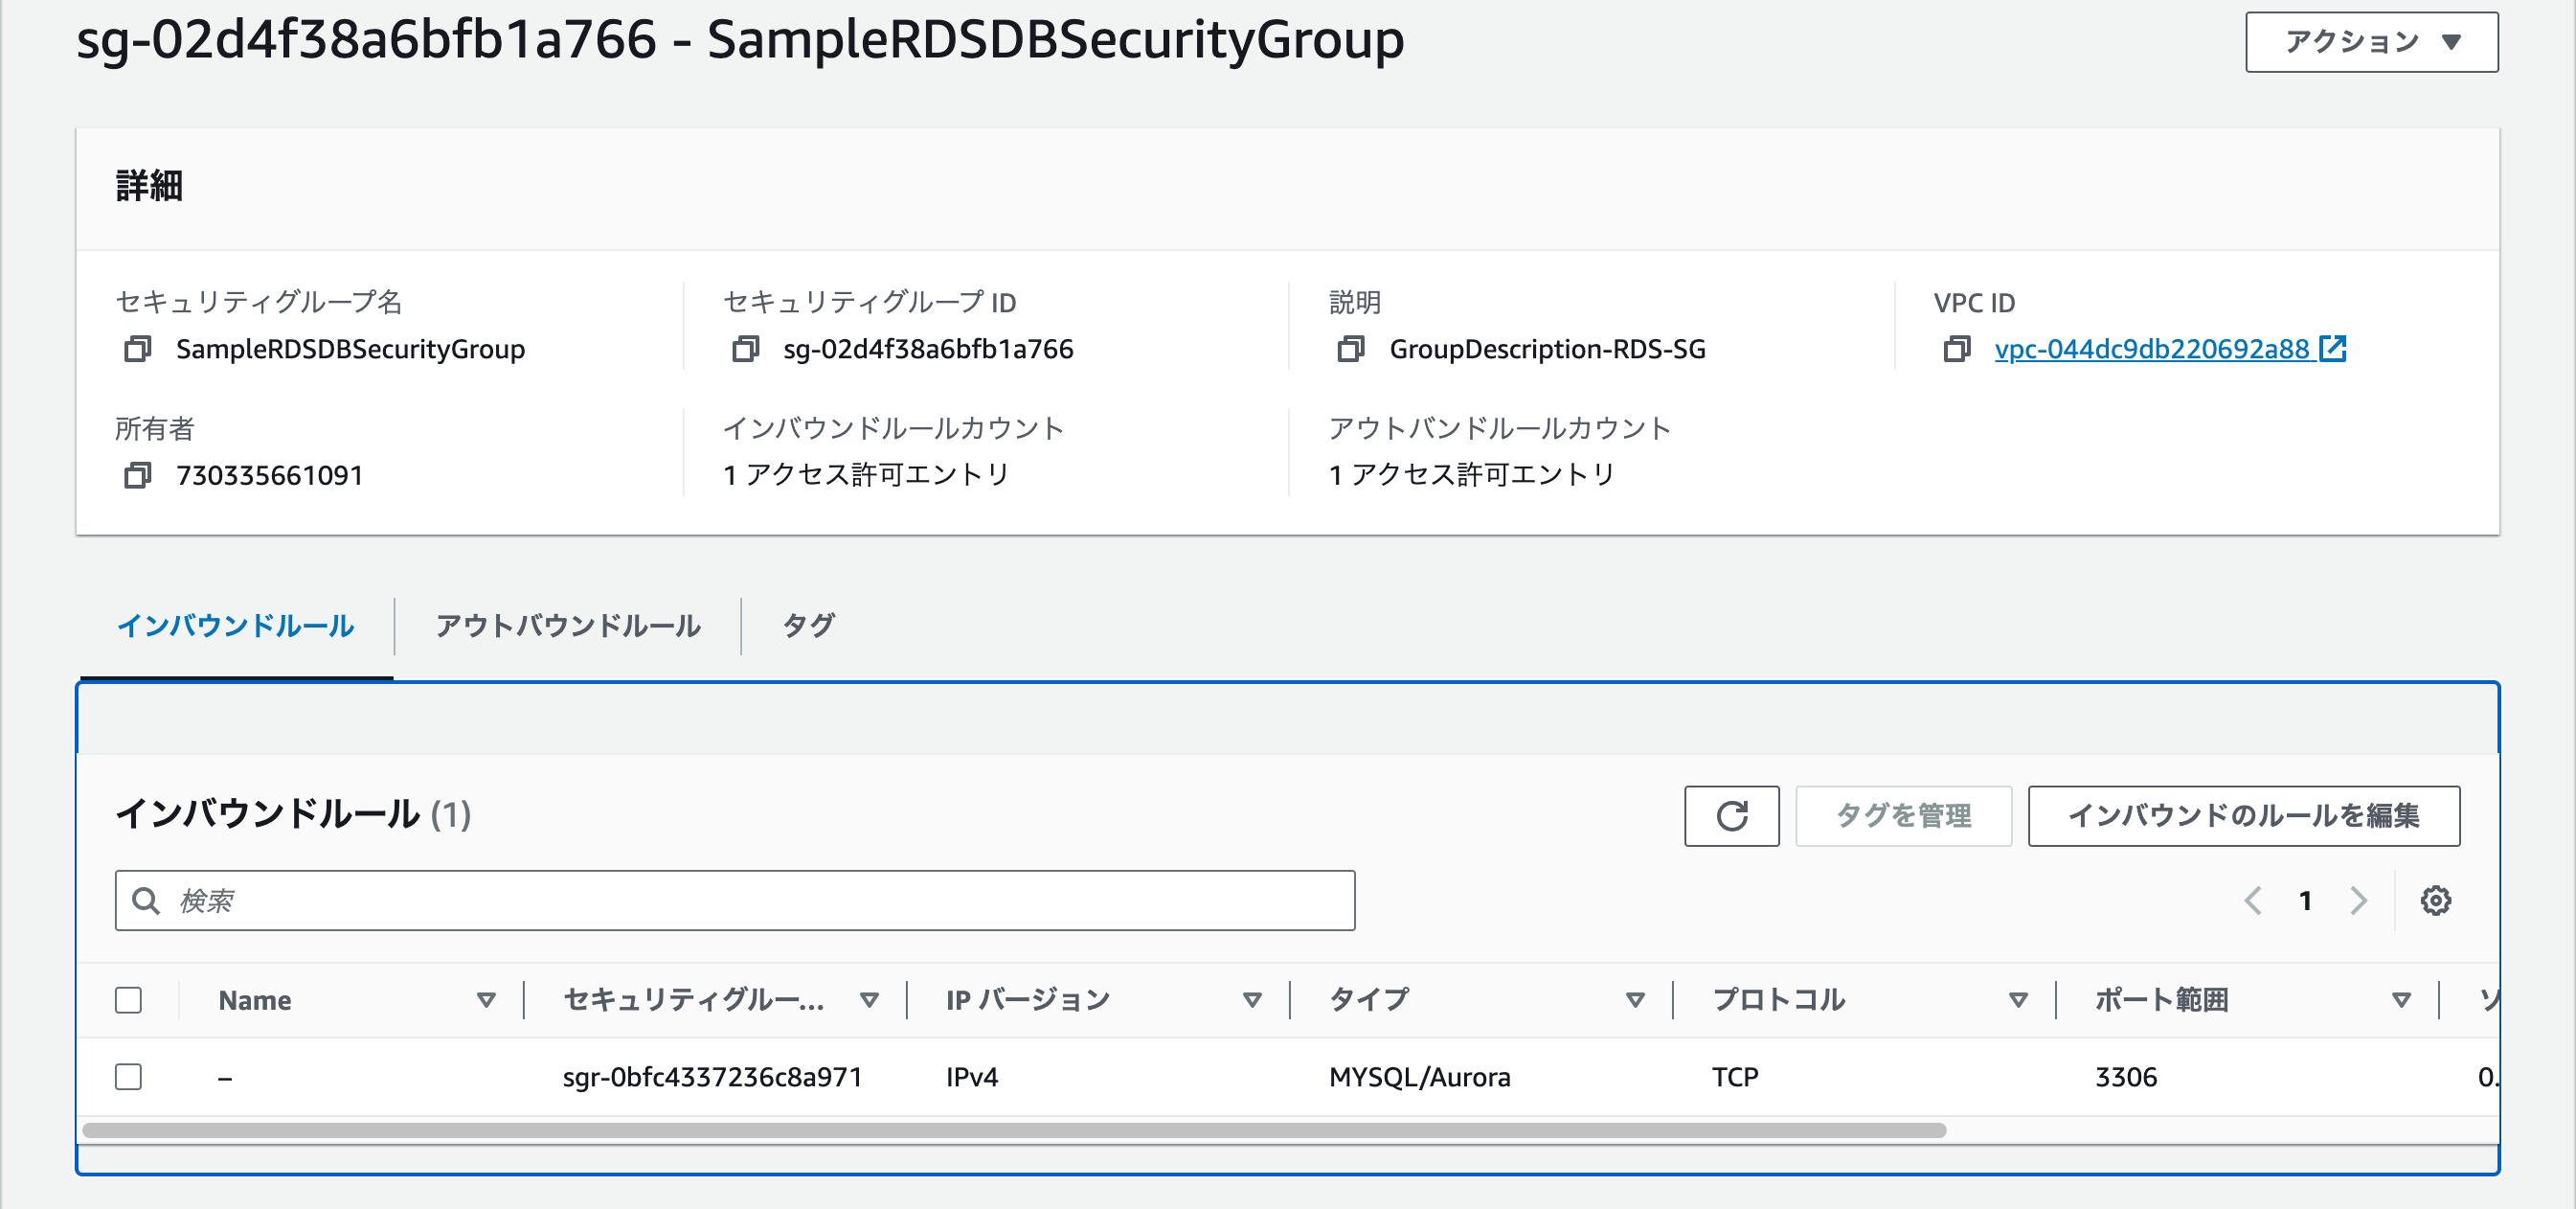 sg-02d4f38a6bfb1a766 - SampleRDSDBSecurityGroup
アクション
詳細
セキュリティグループ名
SampleRDSDBSecurityGroup
セキュリティグループ ID
sg-02d4f38a6bfb1a766
説明
GroupDescription-RDS-SG
VPC ID
vpc-044dc9db220692a88
所有者
730335661091
インバウンドルールカウント
1 アクセス許可エントリ
アウトバンドルールカウント
1 アクセス許可エントリ
インバウンドルール アウトバウンドルール タグ
インバウンドルール (1)
タグを管理 インバウンドのルールを編集
検索
1
Name セキュリティグルー... IP バージョン タイプ プロトコル ポート範囲 ソ
– sgr-0bfc4337236c8a971 IPv4 MYSQL/Aurora TCP 3306 0.